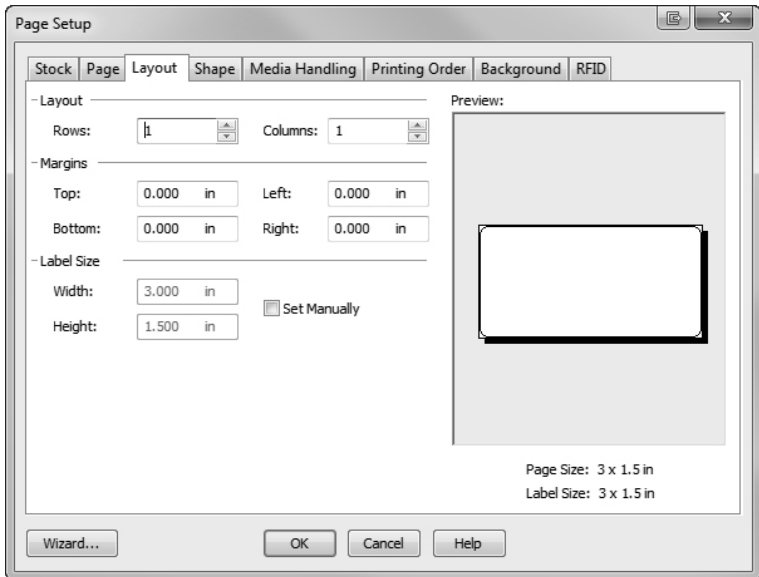 Page Setup
Stock Page Layout Shape Media Handling Printing Order Background RFID
Layout
Rows: 1 Columns: 1
Margins
Top: 0.000 in Left: 0.000 in
Bottom: 0.000 in Right: 0.000 in
Label Size
Width: 3.000 in
Set Manually
Height: 1.500 in
Preview:
Page Size: 3 x 1.5 in
Label Size: 3 x 1.5 in
Wizard... OK Cancel Help